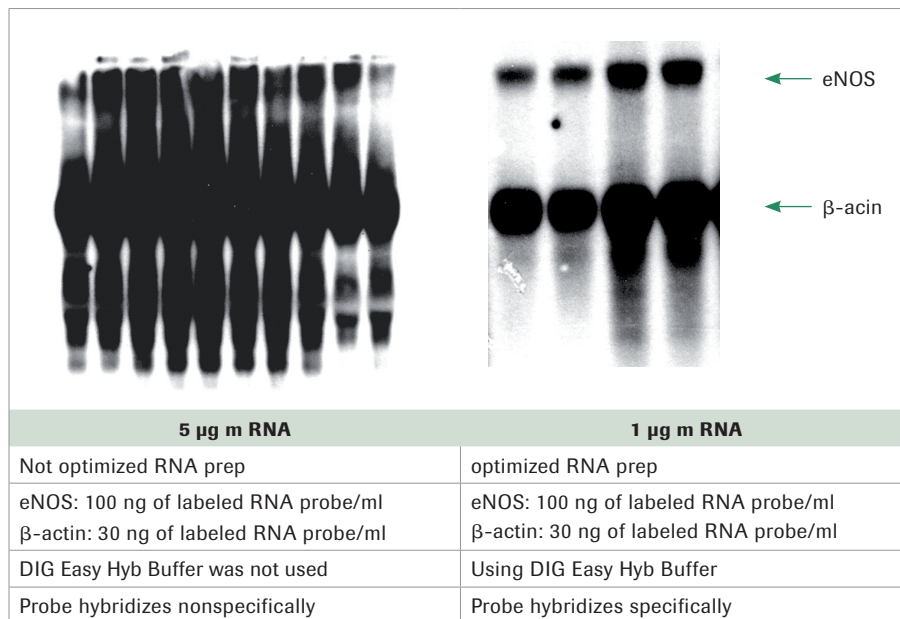 eNOS
β-acin
5 µg m RNA
1 µg m RNA
Not optimized RNA prep
optimized RNA prep
eNOS: 100 ng of labeled RNA probe/ml
β-actin: 30 ng of labeled RNA probe/ml
eNOS: 100 ng of labeled RNA probe/ml
β-actin: 30 ng of labeled RNA probe/ml
DIG Easy Hyb Buffer was not used
Using DIG Easy Hyb Buffer
Probe hybridizes nonspecifically
Probe hybridizes specifically